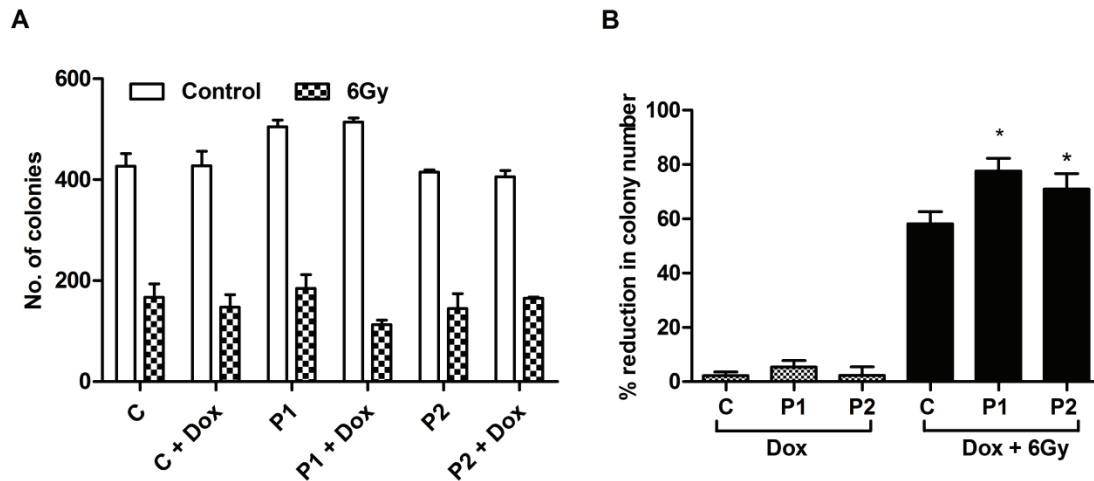 A
No. of colonies
600
400
200
0
Control
6Gy
C
C + Dox
P1
P1 + Dox
P2
P2 + Dox
B
% reduction in colony number
100
80
60
40
20
0
*
*
C
P1
P2
C
P1
P2
Dox
Dox + 6Gy